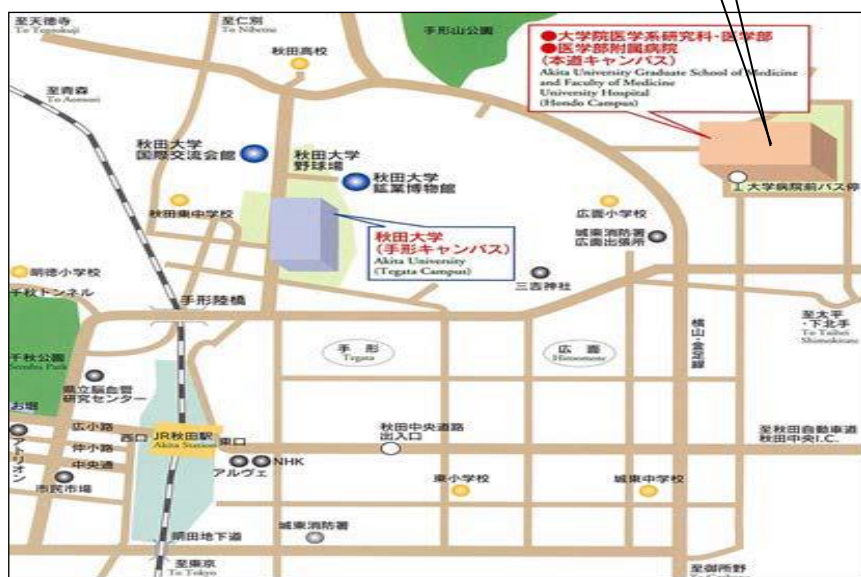 至天徳寺
To Tentokuji
至仁別
To Nibetsu
手形山公園
●大学院医学系研究科・医学部
●医学部附属病院
(本道キャンパス)
Akita University Graduate School of Medicine
and Faculty of Medicine
University Hospital
(Hondo Campus)
秋田高校
至青森
To Aomori
秋田大学
国際交流会館
秋田大学
野球場
秋田大学
鉱業博物館
大学病院前バス停
秋田東中学校
広面小学校
秋田大学
(手形キャンパス)
Akita University
(Tegata Campus)
城東消防署
広面出張所
明徳小学校
三吉神社
千秋トンネル
手形陸橋
至太平
・下北手
To Taihei
Shimokitate
横山・金足線
千秋公園
Senshu Park
手形
Tegata
広面
Hiroomote
県立脳血管
研究センター
お堀
広小路
西口
JR秋田駅
Akita Station
東口
秋田中央道路
出入口
至秋田自動車道
秋田中央I.C.
アトリオン
仲小路
中央通
アルヴェ
NHK
市民市場
東小学校
城東中学校
明田地下道
城東消防署
至東京
To Tokyo
至御所野